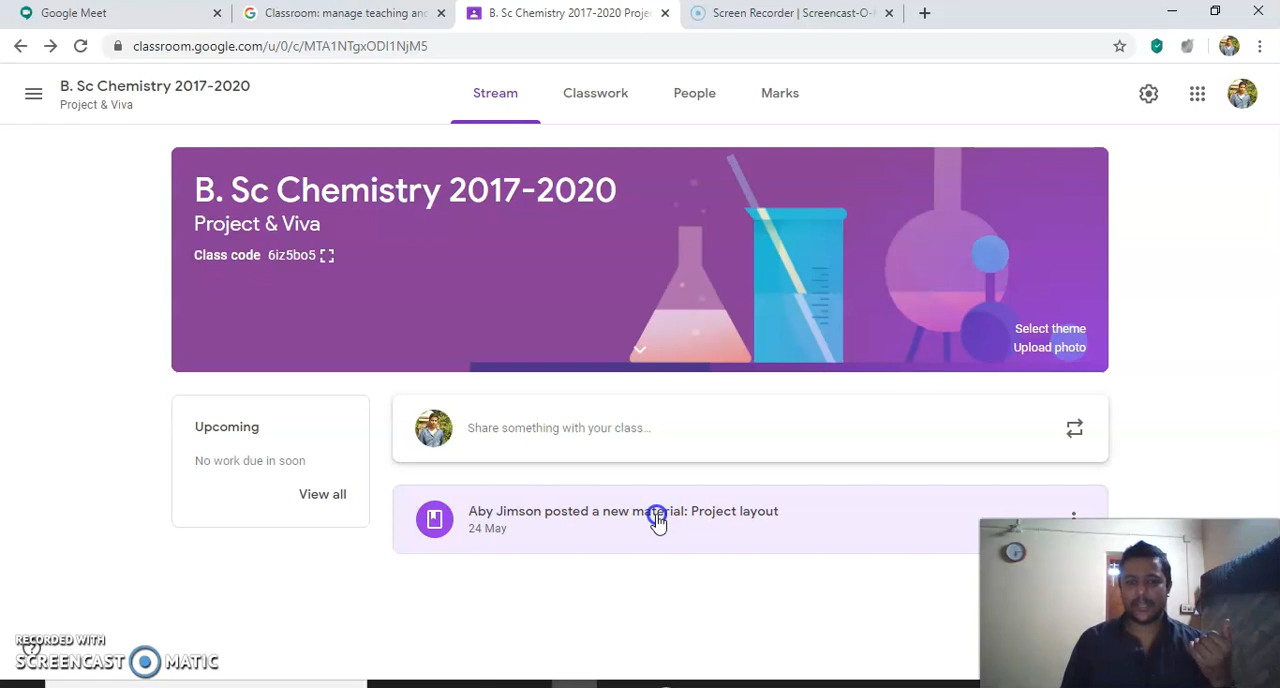 Google Meet
Classroom: manage teaching and
B. Sc Chemistry 2017-2020 Proje
Screen Recorder | Screencast-O-
classroom.google.com/u/0/c/MTA1NTgxODI1NjM5
B. Sc Chemistry 2017-2020
Project & Viva
Stream
Classwork
People
Marks
B. Sc Chemistry 2017-2020
Project & Viva
Class code 6iz5bo5
Select theme
Upload photo
Upcoming
No work due in soon
View all
Share something with your class...
Aby Jimson posted a new material: Project layout
24 May
RECORDED WITH
SCREENCAST MATIC